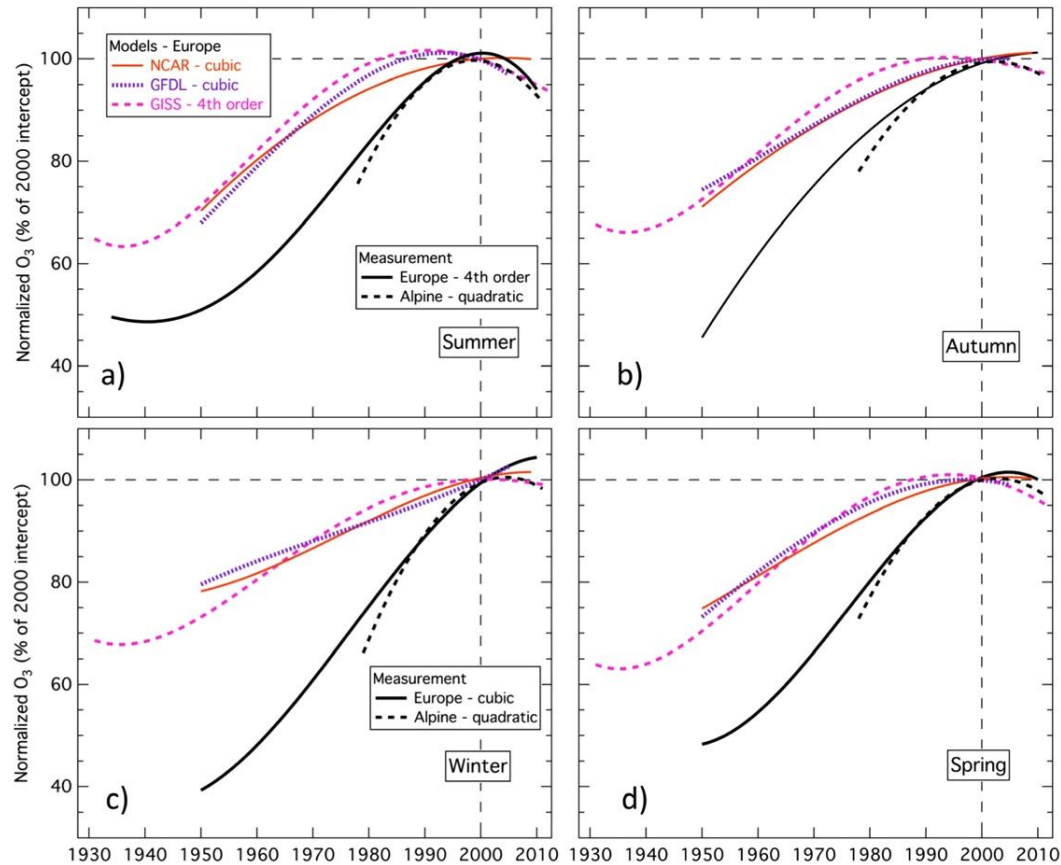 100
80
60
40
Normalized O3 (% of 2000 intercept)
Models - Europe
NCAR - cubic
GFDL - cubic
GISS - 4th order
Measurement
Europe - 4th order
Alpine - quadratic
Summer
a)
Autumn
b)
100
80
60
40
Normalized O3 (% of 2000 intercept)
Measurement
Europe - cubic
Alpine - quadratic
Winter
c)
Spring
d)
1930 1940 1950 1960 1970 1980 1990 2000 2010
1930 1940 1950 1960 1970 1980 1990 2000 2010